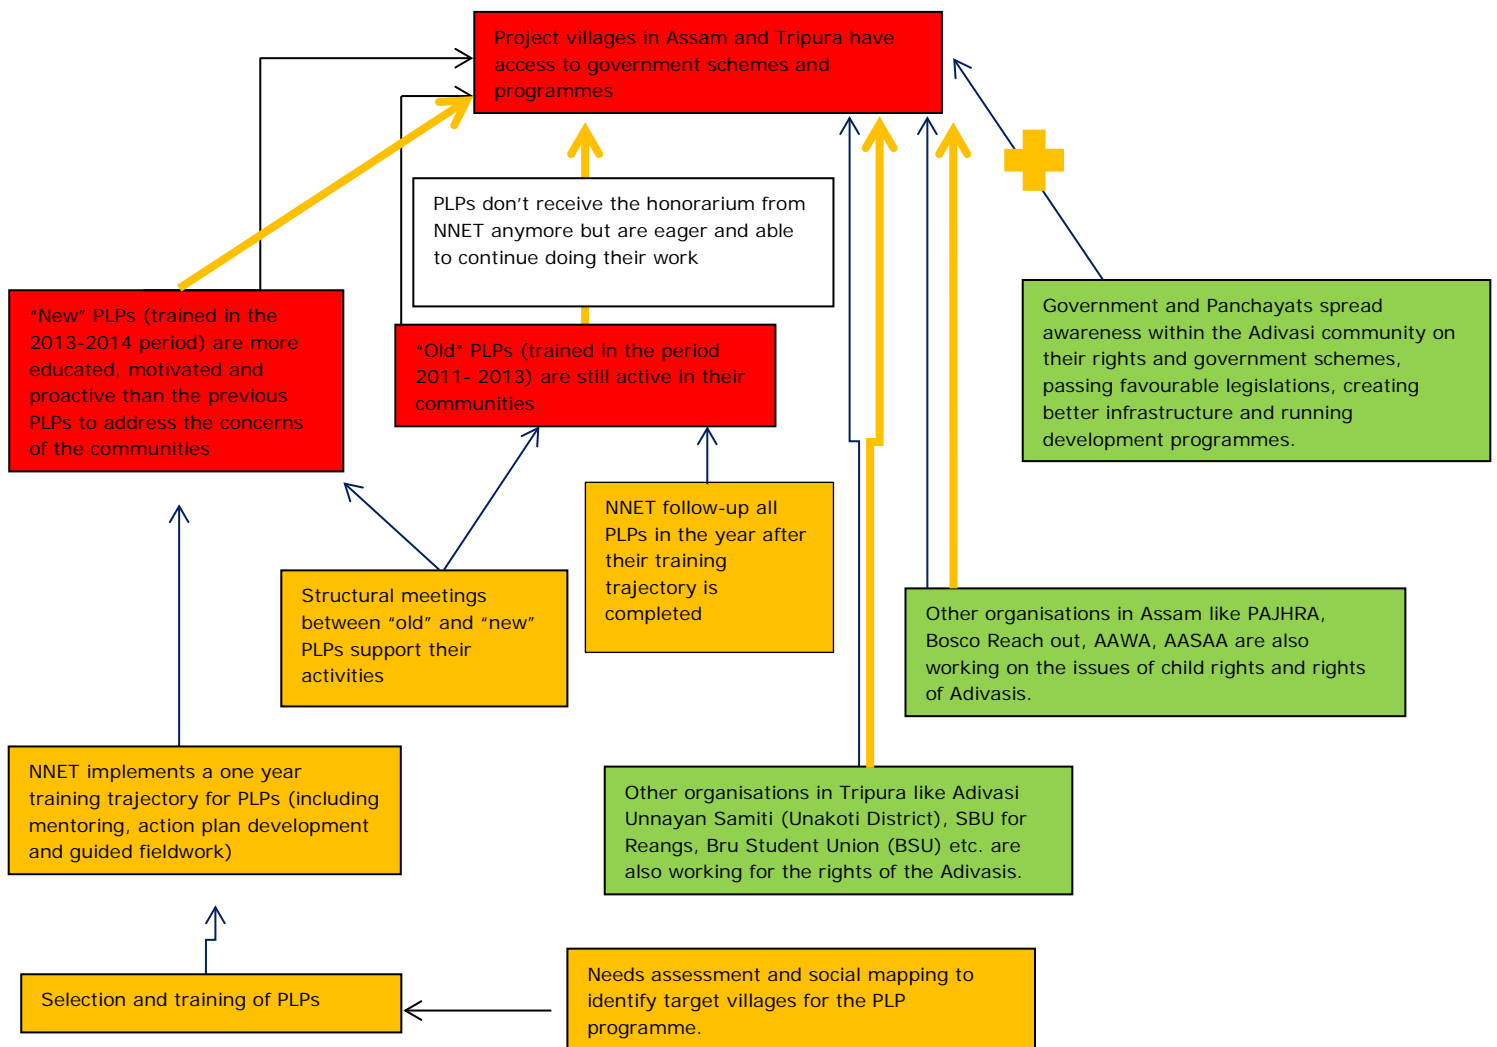 Project villages in Assam and Tripura have
access to government schemes and
programmes
PLPs don’t receive the honorarium from
NNET anymore but are eager and able
to continue doing their work
“New” PLPs (trained in the
2013-2014 period) are more
educated, motivated and
proactive than the previous
PLPs to address the concerns
of the communities
“Old” PLPs (trained in the period
2011- 2013) are still active in their
communities
Government and Panchayats spread
awareness within the Adivasi community on
their rights and government schemes,
passing favourable legislations, creating
better infrastructure and running
development programmes.
NNET follow-up all
PLPs in the year after
their training
trajectory is
completed
Structural meetings
between “old” and “new”
PLPs support their
activities
Other organisations in Assam like PAJHRA,
Bosco Reach out, AAWA, AASAA are also
working on the issues of child rights and rights
of Adivasis.
NNET implements a one year
training trajectory for PLPs (including
mentoring, action plan development
and guided fieldwork)
Other organisations in Tripura like Adivasi
Unnayan Samiti (Unakoti District), SBU for
Reangs, Bru Student Union (BSU) etc. are
also working for the rights of the Adivasis.
Selection and training of PLPs
Needs assessment and social mapping to
identify target villages for the PLP
programme.